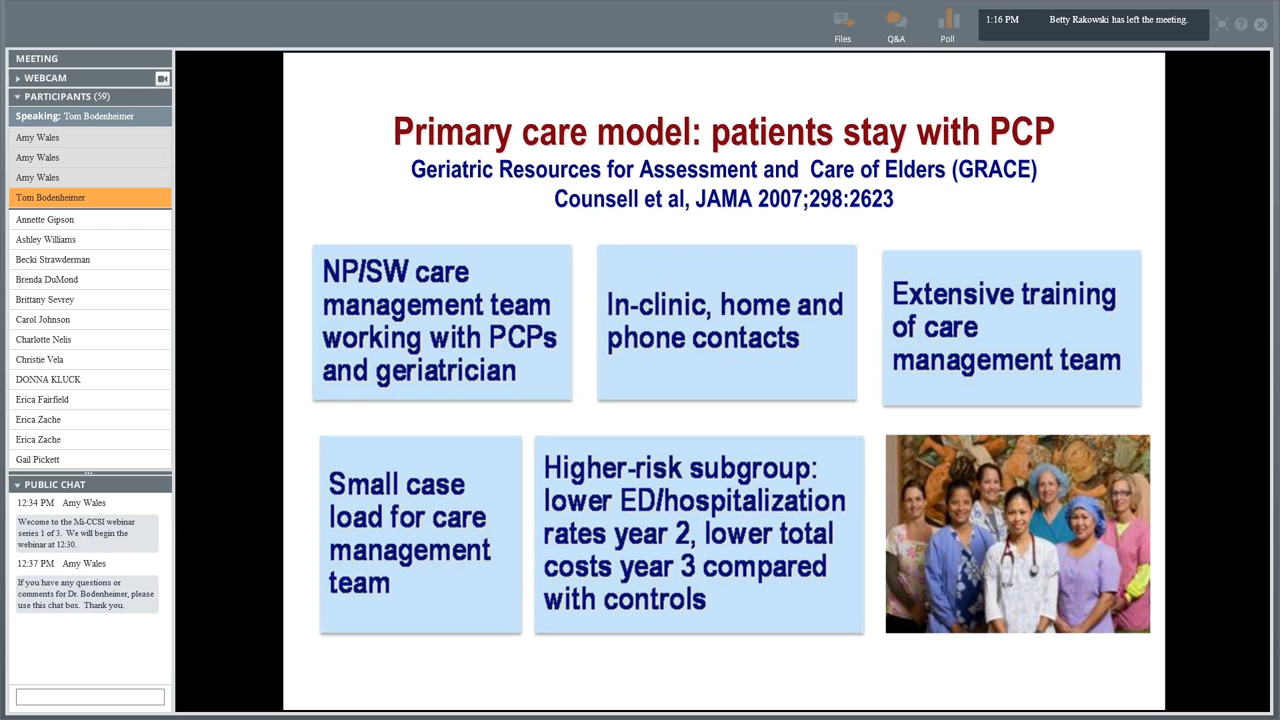 Files
Q&A
Poll
1:16 PM Betty Rakowski has left the meeting.
MEETING
WEBCAM
PARTICIPANTS (59)
Speaking: Tom Bodenheimer
Amy Wales
Amy Wales
Amy Wales
Tom Bodenheimer
Annette Gipson
Ashley Williams
Becki Strawderman
Brenda DuMond
Brittany Sevrey
Carol Johnson
Charlotte Nelis
Christie Vela
DONNA KLUCK
Erica Fairfield
Erica Zache
Erica Zache
Gail Pickett
PUBLIC CHAT
12:34 PM Amy Wales
Wecome to the Mi-CCSI webinar
series 1 of 3. We will begin the
webinar at 12:30.
12:37 PM Amy Wales
If you have any questions or
comments for Dr. Bodenheimer, please
use this chat box. Thank you.
Primary care model: patients stay with PCP
Geriatric Resources for Assessment and Care of Elders (GRACE)
Counsell et al, JAMA 2007;298:2623
NP/SW care
management team
working with PCPs
and geriatrician
In-clinic, home and
phone contacts
Extensive training
of care
management team
Small case
load for care
management
team
Higher-risk subgroup:
lower ED/hospitalization
rates year 2, lower total
costs year 3 compared
with controls